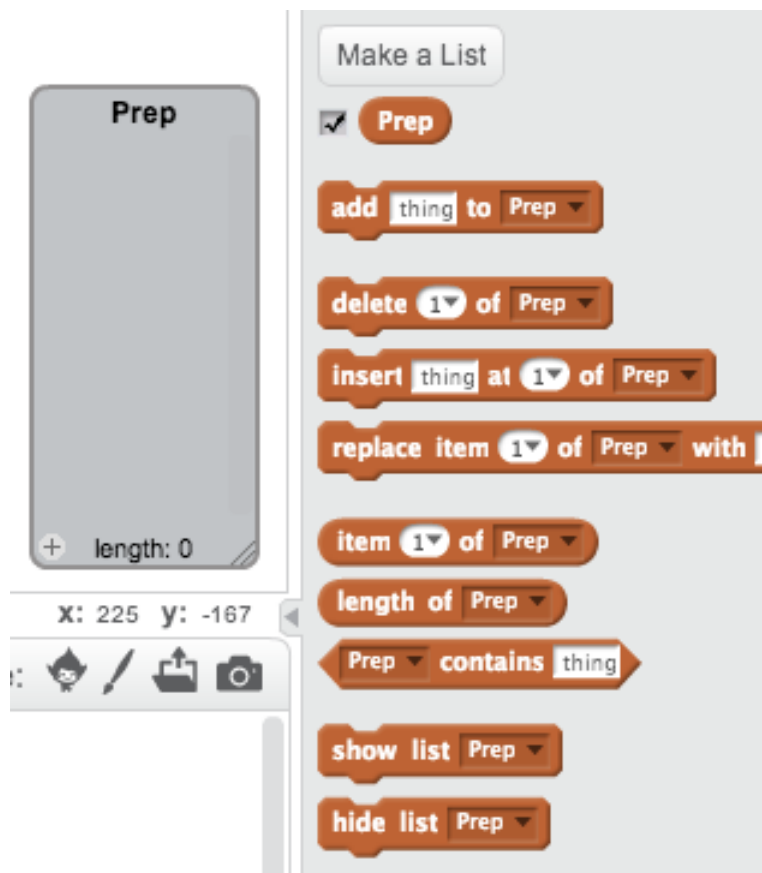 Prep
+ length: 0
x: 225 y: -167
:
Make a List
Prep
add thing to Prep
delete 1 of Prep
insert thing at 1 of Prep
replace item 1 of Prep with
item 1 of Prep
length of Prep
Prep contains thing
show list Prep
hide list Prep